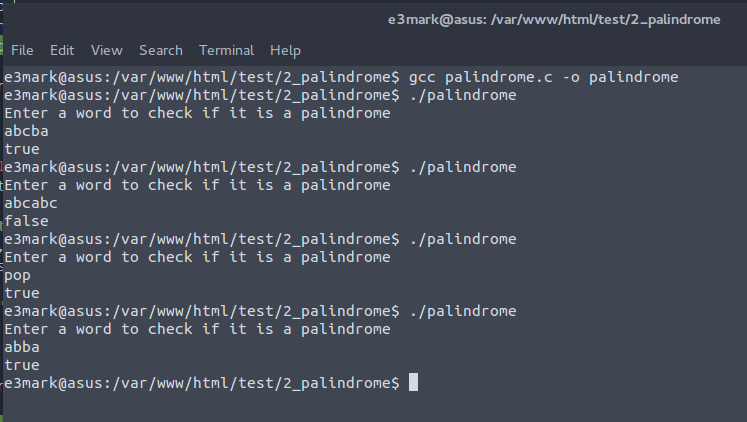 e3mark@asus: /var/www/html/test/2_palindrome
File Edit View Search Terminal Help
e3mark@asus:/var/www/html/test/2_palindrome$ gcc palindrome.c -o palindrome
e3mark@asus:/var/www/html/test/2_palindrome$ ./palindrome
Enter a word to check if it is a palindrome
abcba
true
e3mark@asus:/var/www/html/test/2_palindrome$ ./palindrome
Enter a word to check if it is a palindrome
abcabc
false
e3mark@asus:/var/www/html/test/2_palindrome$ ./palindrome
Enter a word to check if it is a palindrome
pop
true
e3mark@asus:/var/www/html/test/2_palindrome$ ./palindrome
Enter a word to check if it is a palindrome
abba
true
e3mark@asus:/var/www/html/test/2_palindrome$